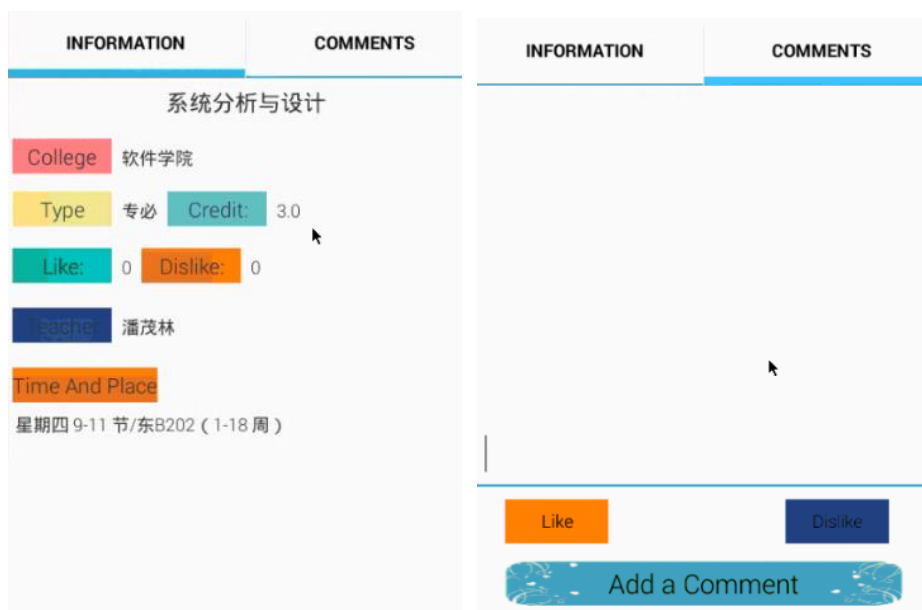 INFORMATION COMMENTS
系统分析与设计
College 软件学院
Type 专必 Credit: 3.0
Like: 0 Dislike: 0
Teacher 潘茂林
Time And Place
星期四 9-11 节/东B202（1-18 周）
INFORMATION COMMENTS
Like Dislike
Add a Comment